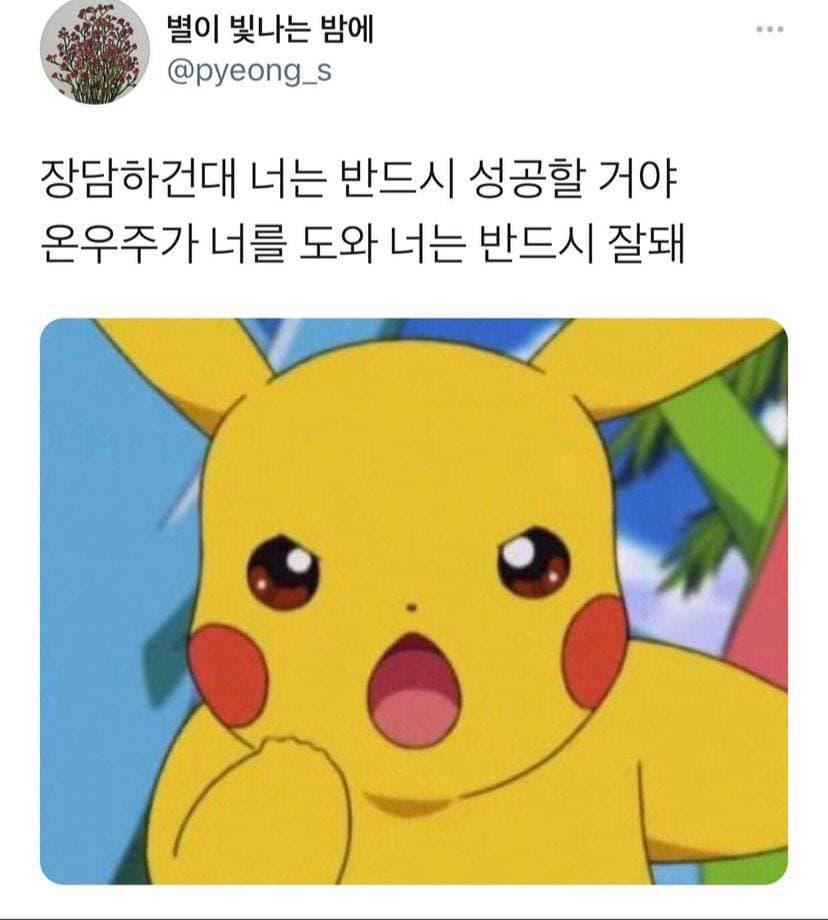 별이 빛나는 밤에
@pyeong_s
장담하건대 너는 반드시 성공할 거야
온우주가 너를 도와 너는 반드시 잘돼